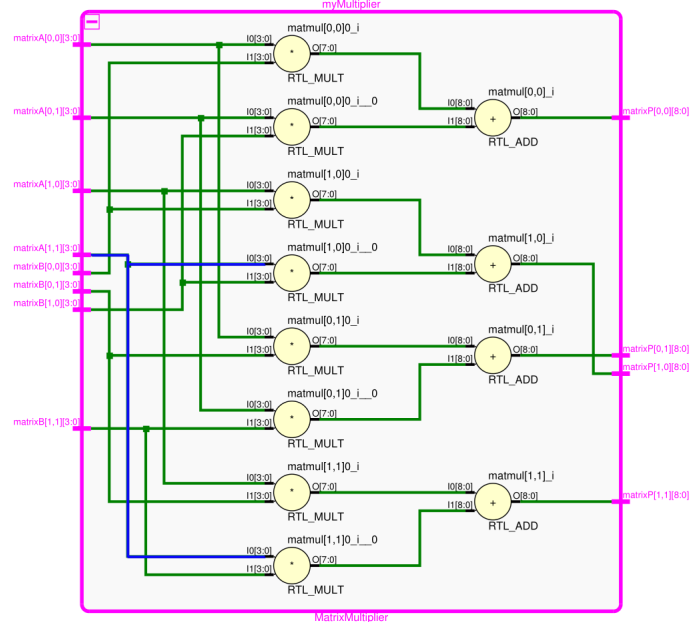 myMultiplier
matmul[0,0]0_i
matrixA[0,0][3:0]
I0[3:0]
I1[3:0]
*
O[7:0]
RTL_MULT
matmul[0,0]_i
matmul[0,0]0_i__0
I0[8:0]
I1[8:0]
+
O[8:0]
matrixP[0,0][8:0]
matrixA[0,1][3:0]
I0[3:0]
I1[3:0]
*
O[7:0]
RTL_ADD
RTL_MULT
matmul[1,0]0_i
matrixA[1,0][3:0]
I0[3:0]
I1[3:0]
*
O[7:0]
RTL_MULT
matmul[1,0]_i
matmul[1,0]0_i__0
matrixA[1,1][3:0]
matrixB[0,0][3:0]
matrixB[0,1][3:0]
matrixB[1,0][3:0]
I0[3:0]
I1[3:0]
*
O[7:0]
I0[8:0]
I1[8:0]
+
O[8:0]
RTL_ADD
RTL_MULT
matmul[0,1]0_i
matmul[0,1]_i
I0[3:0]
I1[3:0]
*
O[7:0]
I0[8:0]
I1[8:0]
+
O[8:0]
matrixP[0,1][8:0]
matrixP[1,0][8:0]
RTL_MULT
RTL_ADD
matmul[0,1]0_i__0
matrixB[1,1][3:0]
I0[3:0]
I1[3:0]
*
O[7:0]
RTL_MULT
matmul[1,1]0_i
matmul[1,1]_i
I0[3:0]
I1[3:0]
*
O[7:0]
I0[8:0]
I1[8:0]
+
O[8:0]
matrixP[1,1][8:0]
RTL_MULT
RTL_ADD
matmul[1,1]0_i__0
I0[3:0]
I1[3:0]
*
O[7:0]
RTL_MULT
MatrixMultiplier